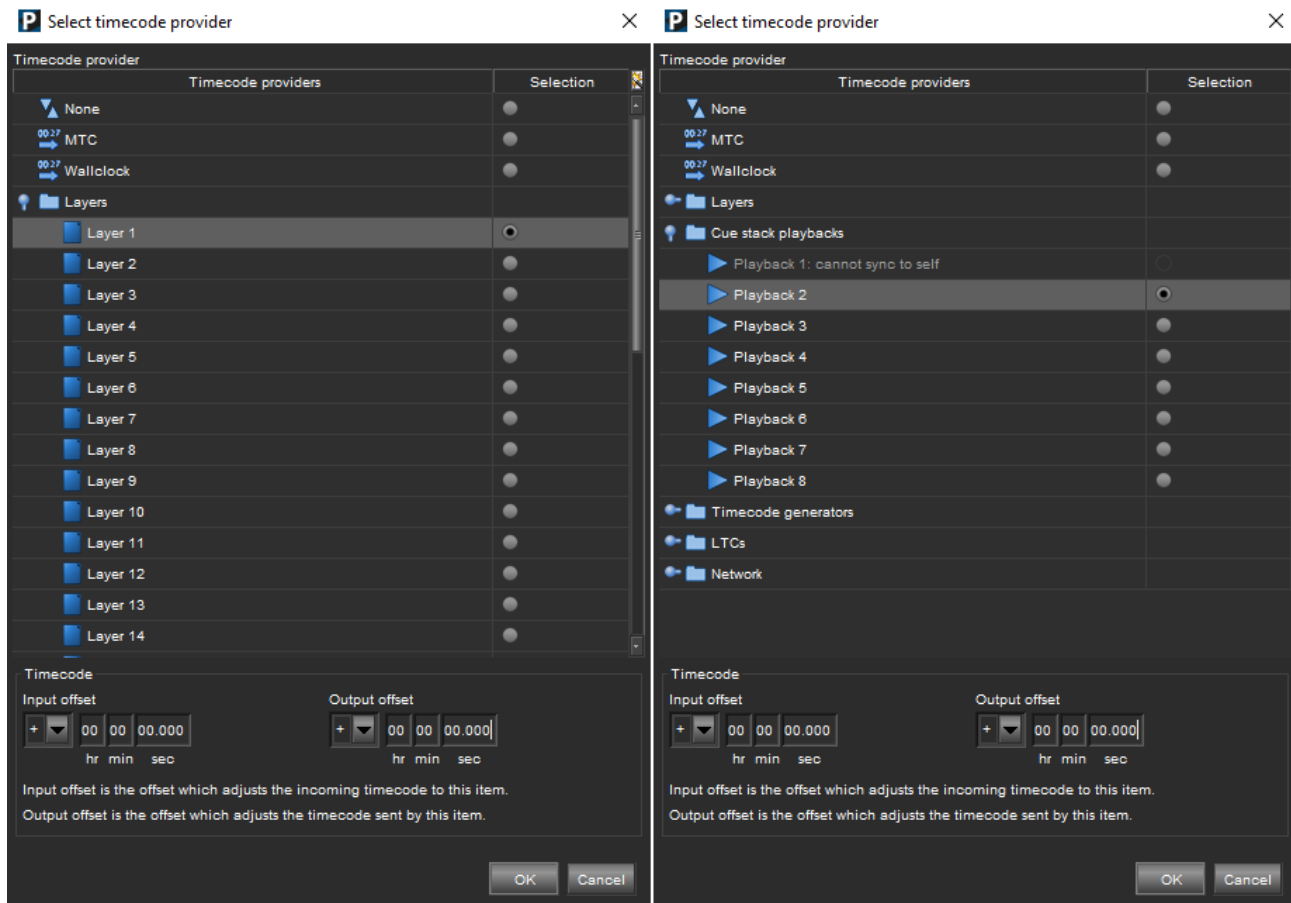 P Select timecode provider
Timecode provider
Timecode providers Selection
None
00:27 MTC
00:27 Wallclock
Layers
Layer 1
Layer 2
Layer 3
Layer 4
Layer 5
Layer 6
Layer 7
Layer 8
Layer 9
Layer 10
Layer 11
Layer 12
Layer 13
Layer 14
Timecode
Input offset Output offset
+ 00 00 00.000 + 00 00 00.000
hr min sec hr min sec
Input offset is the offset which adjusts the incoming timecode to this item.
Output offset is the offset which adjusts the timecode sent by this item.
OK Cancel
P Select timecode provider
Timecode provider
Timecode providers Selection
None
00:27 MTC
00:27 Wallclock
Layers
Cue stack playbacks
Playback 1: cannot sync to self
Playback 2
Playback 3
Playback 4
Playback 5
Playback 6
Playback 7
Playback 8
Timecode generators
LTCs
Network
Timecode
Input offset Output offset
+ 00 00 00.000 + 00 00 00.000
hr min sec hr min sec
Input offset is the offset which adjusts the incoming timecode to this item.
Output offset is the offset which adjusts the timecode sent by this item.
OK Cancel